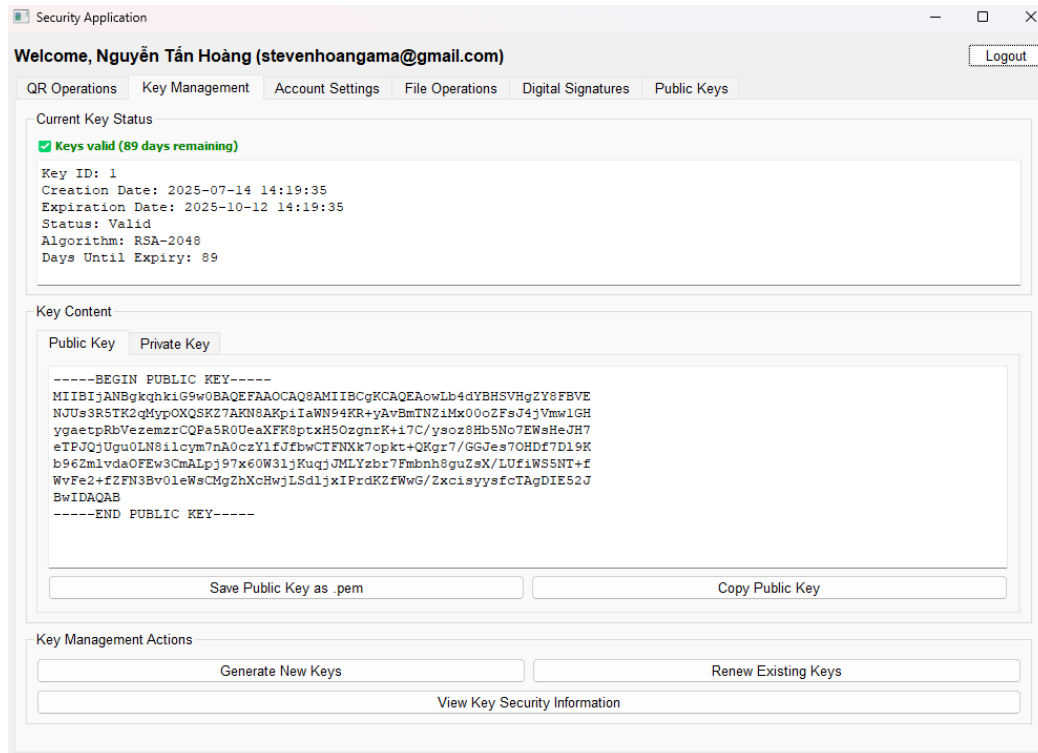 Security Application
Welcome, Nguyễn Tấn Hoàng (stevenhoangama@gmail.com)
Logout
QR Operations Key Management Account Settings File Operations Digital Signatures Public Keys
Current Key Status
Keys valid (89 days remaining)
Key ID: 1
Creation Date: 2025-07-14 14:19:35
Expiration Date: 2025-10-12 14:19:35
Status: Valid
Algorithm: RSA-2048
Days Until Expiry: 89
Key Content
Public Key Private Key
-----BEGIN PUBLIC KEY-----
MIIBIjANBgkqhkiG9w0BAQEFAAOCAQ8AMIIBCgKCAQEAowLb4dYBHSVHgZY8FBVE
NJUs3R5TK2qMypOXQSKZ7AKN8AKpiIaWN94KR+yAvBmTNZiMx00oZFsJ4jVmwlGH
ygaetpRbVezemzrCQPa5R0UeaXFK8ptxH5OzgnrK+i7C/ysoz8Hb5No7EWsHeJH7
eTPJQjUgu0LN8ilcym7nA0czYlfJfbwCTFNXk7opkt+QKgr7/GGJes7OHDf7Dl9K
b96ZmlvdaOFEw3CmALpj97x60W3ljKuqjJMLYzbr7Fmbnh8guZsX/LUfiWS5NT+f
WvFe2+fZFN3Bv0leWsCMgZhXcHwjLSdljxIPrdKZfWwG/ZxcisyysfcTAgDIE52J
BwIDAQAB
-----END PUBLIC KEY-----
Save Public Key as .pem Copy Public Key
Key Management Actions
Generate New Keys Renew Existing Keys
View Key Security Information